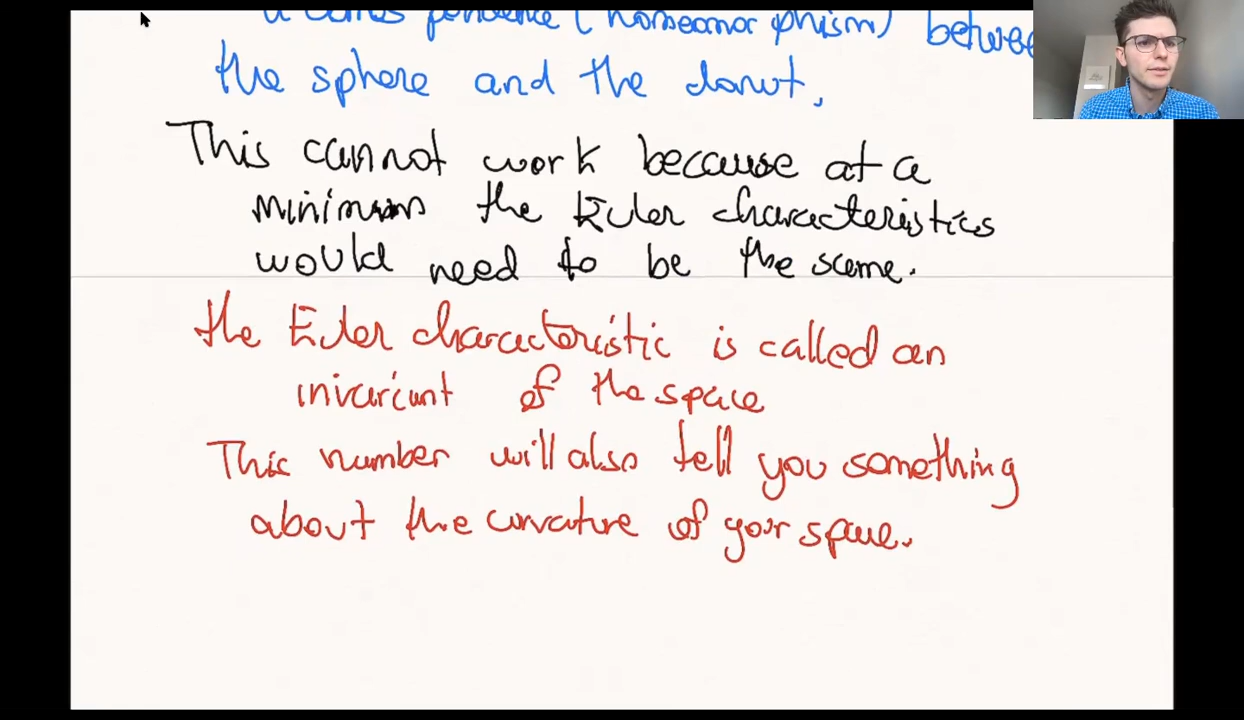 (homeomorphism) between
the sphere and the donut,
This cannot work because at a
minimum the Euler characteristics
would need to be the same.
the Euler characteristic is called an
invariant of the space
This number will also tell you something
about the curvature of your space.